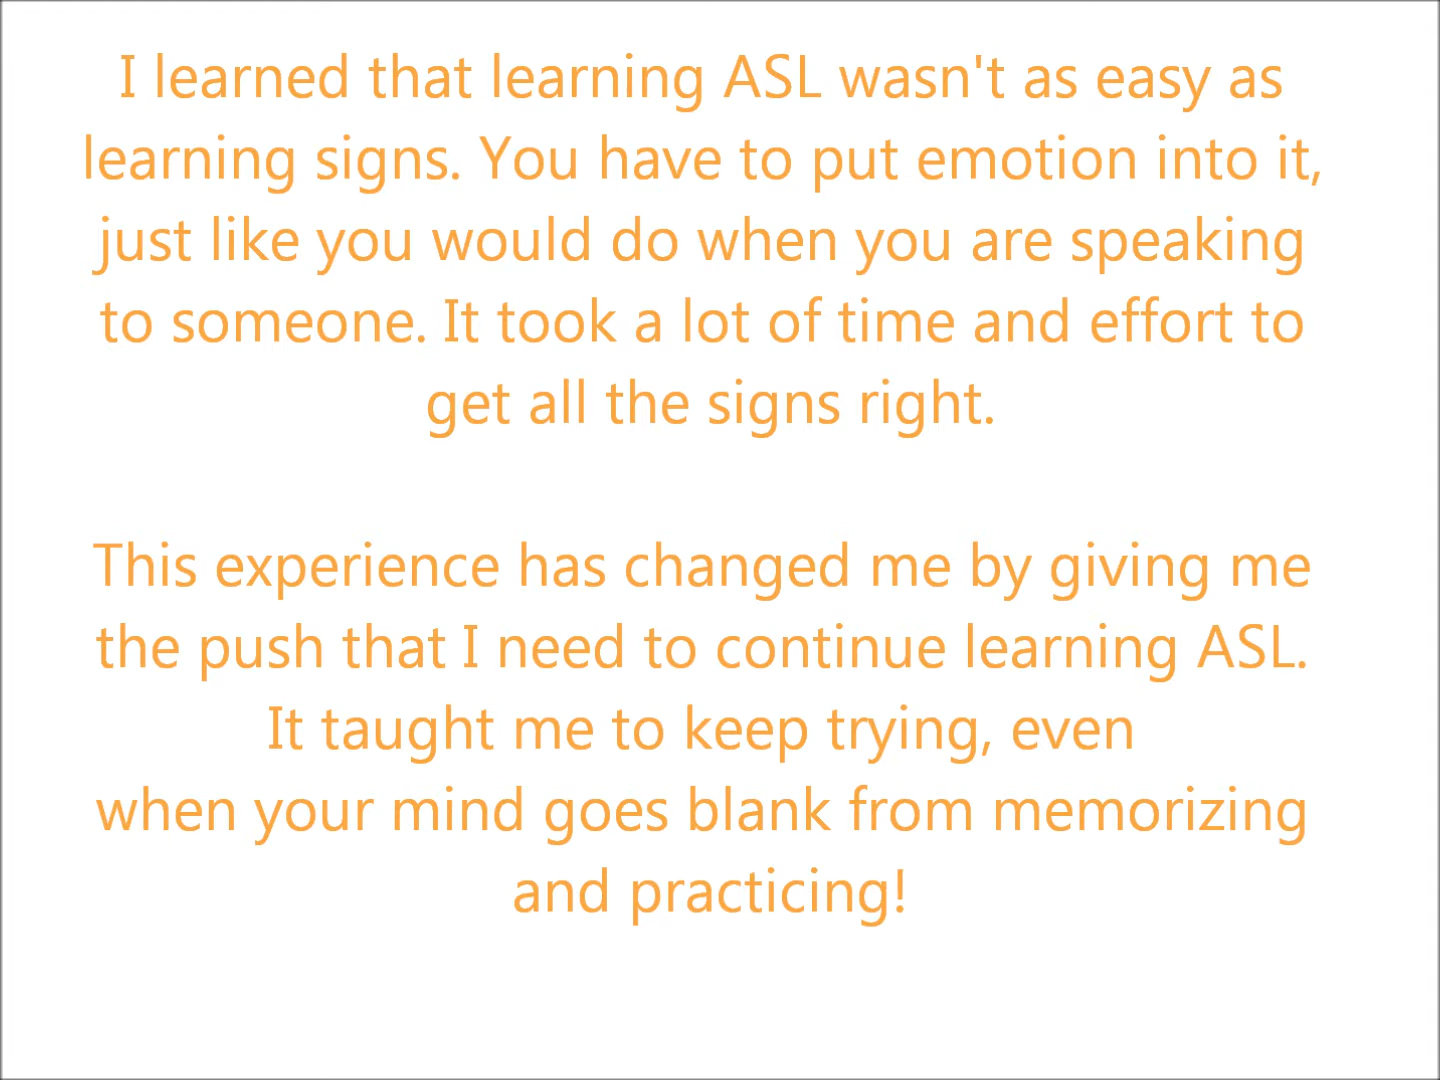 I learned that learning ASL wasn't as easy as
learning signs. You have to put emotion into it,
just like you would do when you are speaking
to someone. It took a lot of time and effort to
get all the signs right.
This experience has changed me by giving me
the push that I need to continue learning ASL.
It taught me to keep trying, even
when your mind goes blank from memorizing
and practicing!